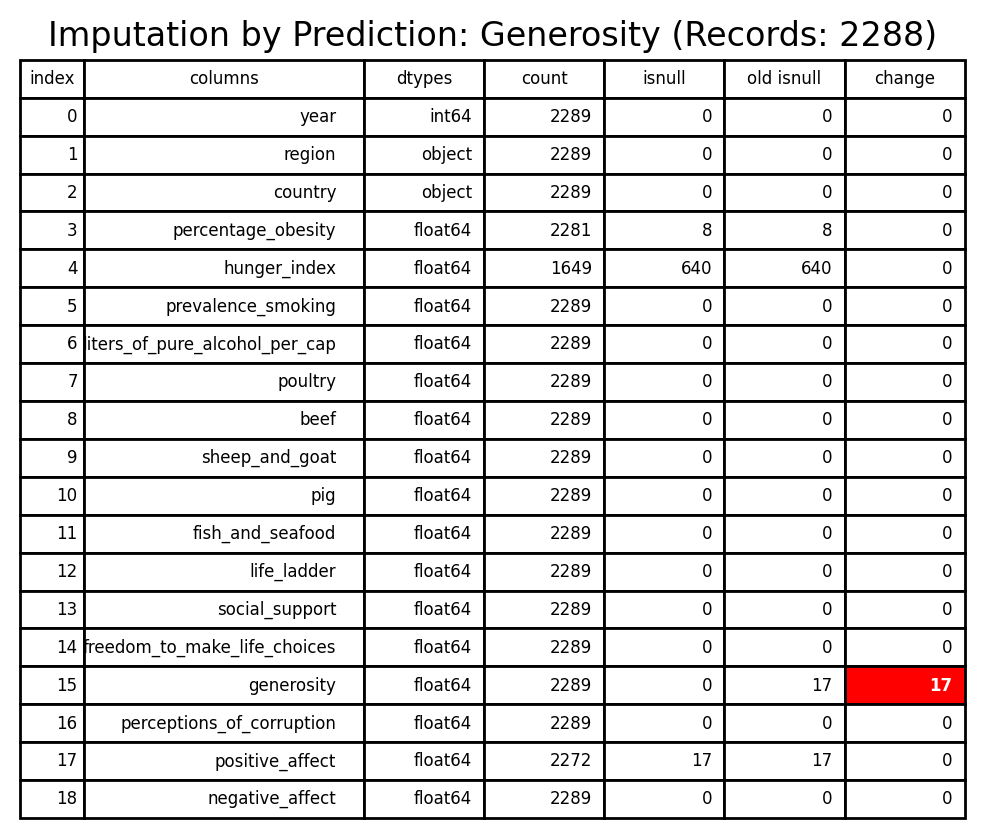 Imputation by Prediction: Generosity (Records: 2288)
index columns dtypes count isnull old isnull change
0 year int64 2289 0 0 0
1 region object 2289 0 0 0
2 country object 2289 0 0 0
3 percentage_obesity float64 2281 8 8 0
4 hunger_index float64 1649 640 640 0
5 prevalence_smoking float64 2289 0 0 0
6 iters_of_pure_alcohol_per_cap float64 2289 0 0 0
7 poultry float64 2289 0 0 0
8 beef float64 2289 0 0 0
9 sheep_and_goat float64 2289 0 0 0
10 pig float64 2289 0 0 0
11 fish_and_seafood float64 2289 0 0 0
12 life_ladder float64 2289 0 0 0
13 social_support float64 2289 0 0 0
14 freedom_to_make_life_choices float64 2289 0 0 0
15 generosity float64 2289 0 17 17
16 perceptions_of_corruption float64 2289 0 0 0
17 positive_affect float64 2272 17 17 0
18 negative_affect float64 2289 0 0 0